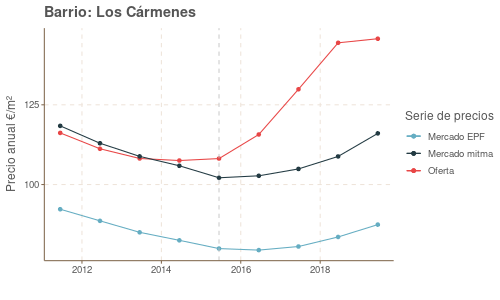 Barrio: Los Cármenes
Precio anual €/m²
125
100
2012
2014
2016
2018
Serie de precios
Mercado EPF
Mercado mitma
Oferta